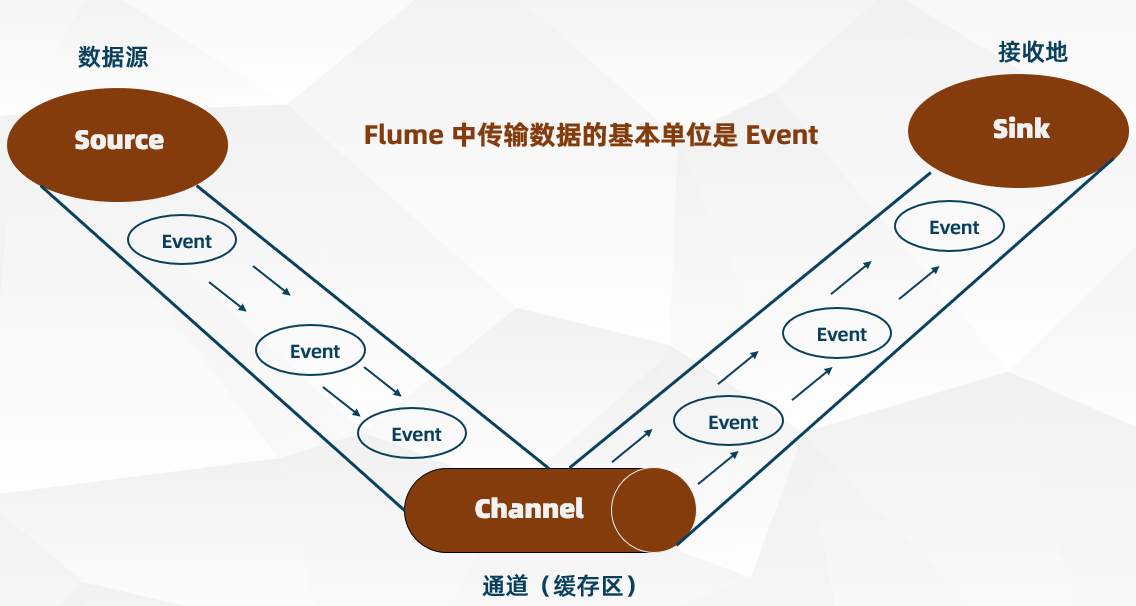 数据源
接收地
Source
Flume 中传输数据的基本单位是 Event
Sink
Event
Event
Event
Event
Event
Event
Channel
通道（缓存区）